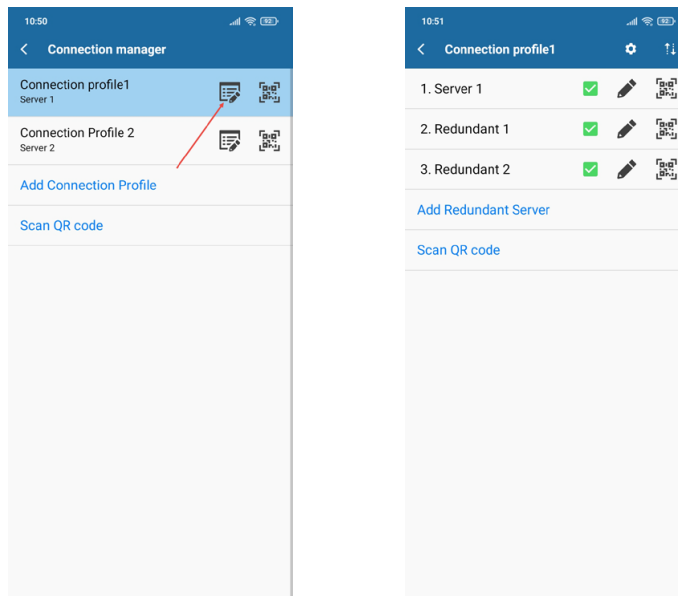 10:50
92
Connection manager
Connection profile1
Server 1
Connection Profile 2
Server 2
Add Connection Profile
Scan QR code
10:51
92
Connection profile1
1. Server 1
2. Redundant 1
3. Redundant 2
Add Redundant Server
Scan QR code